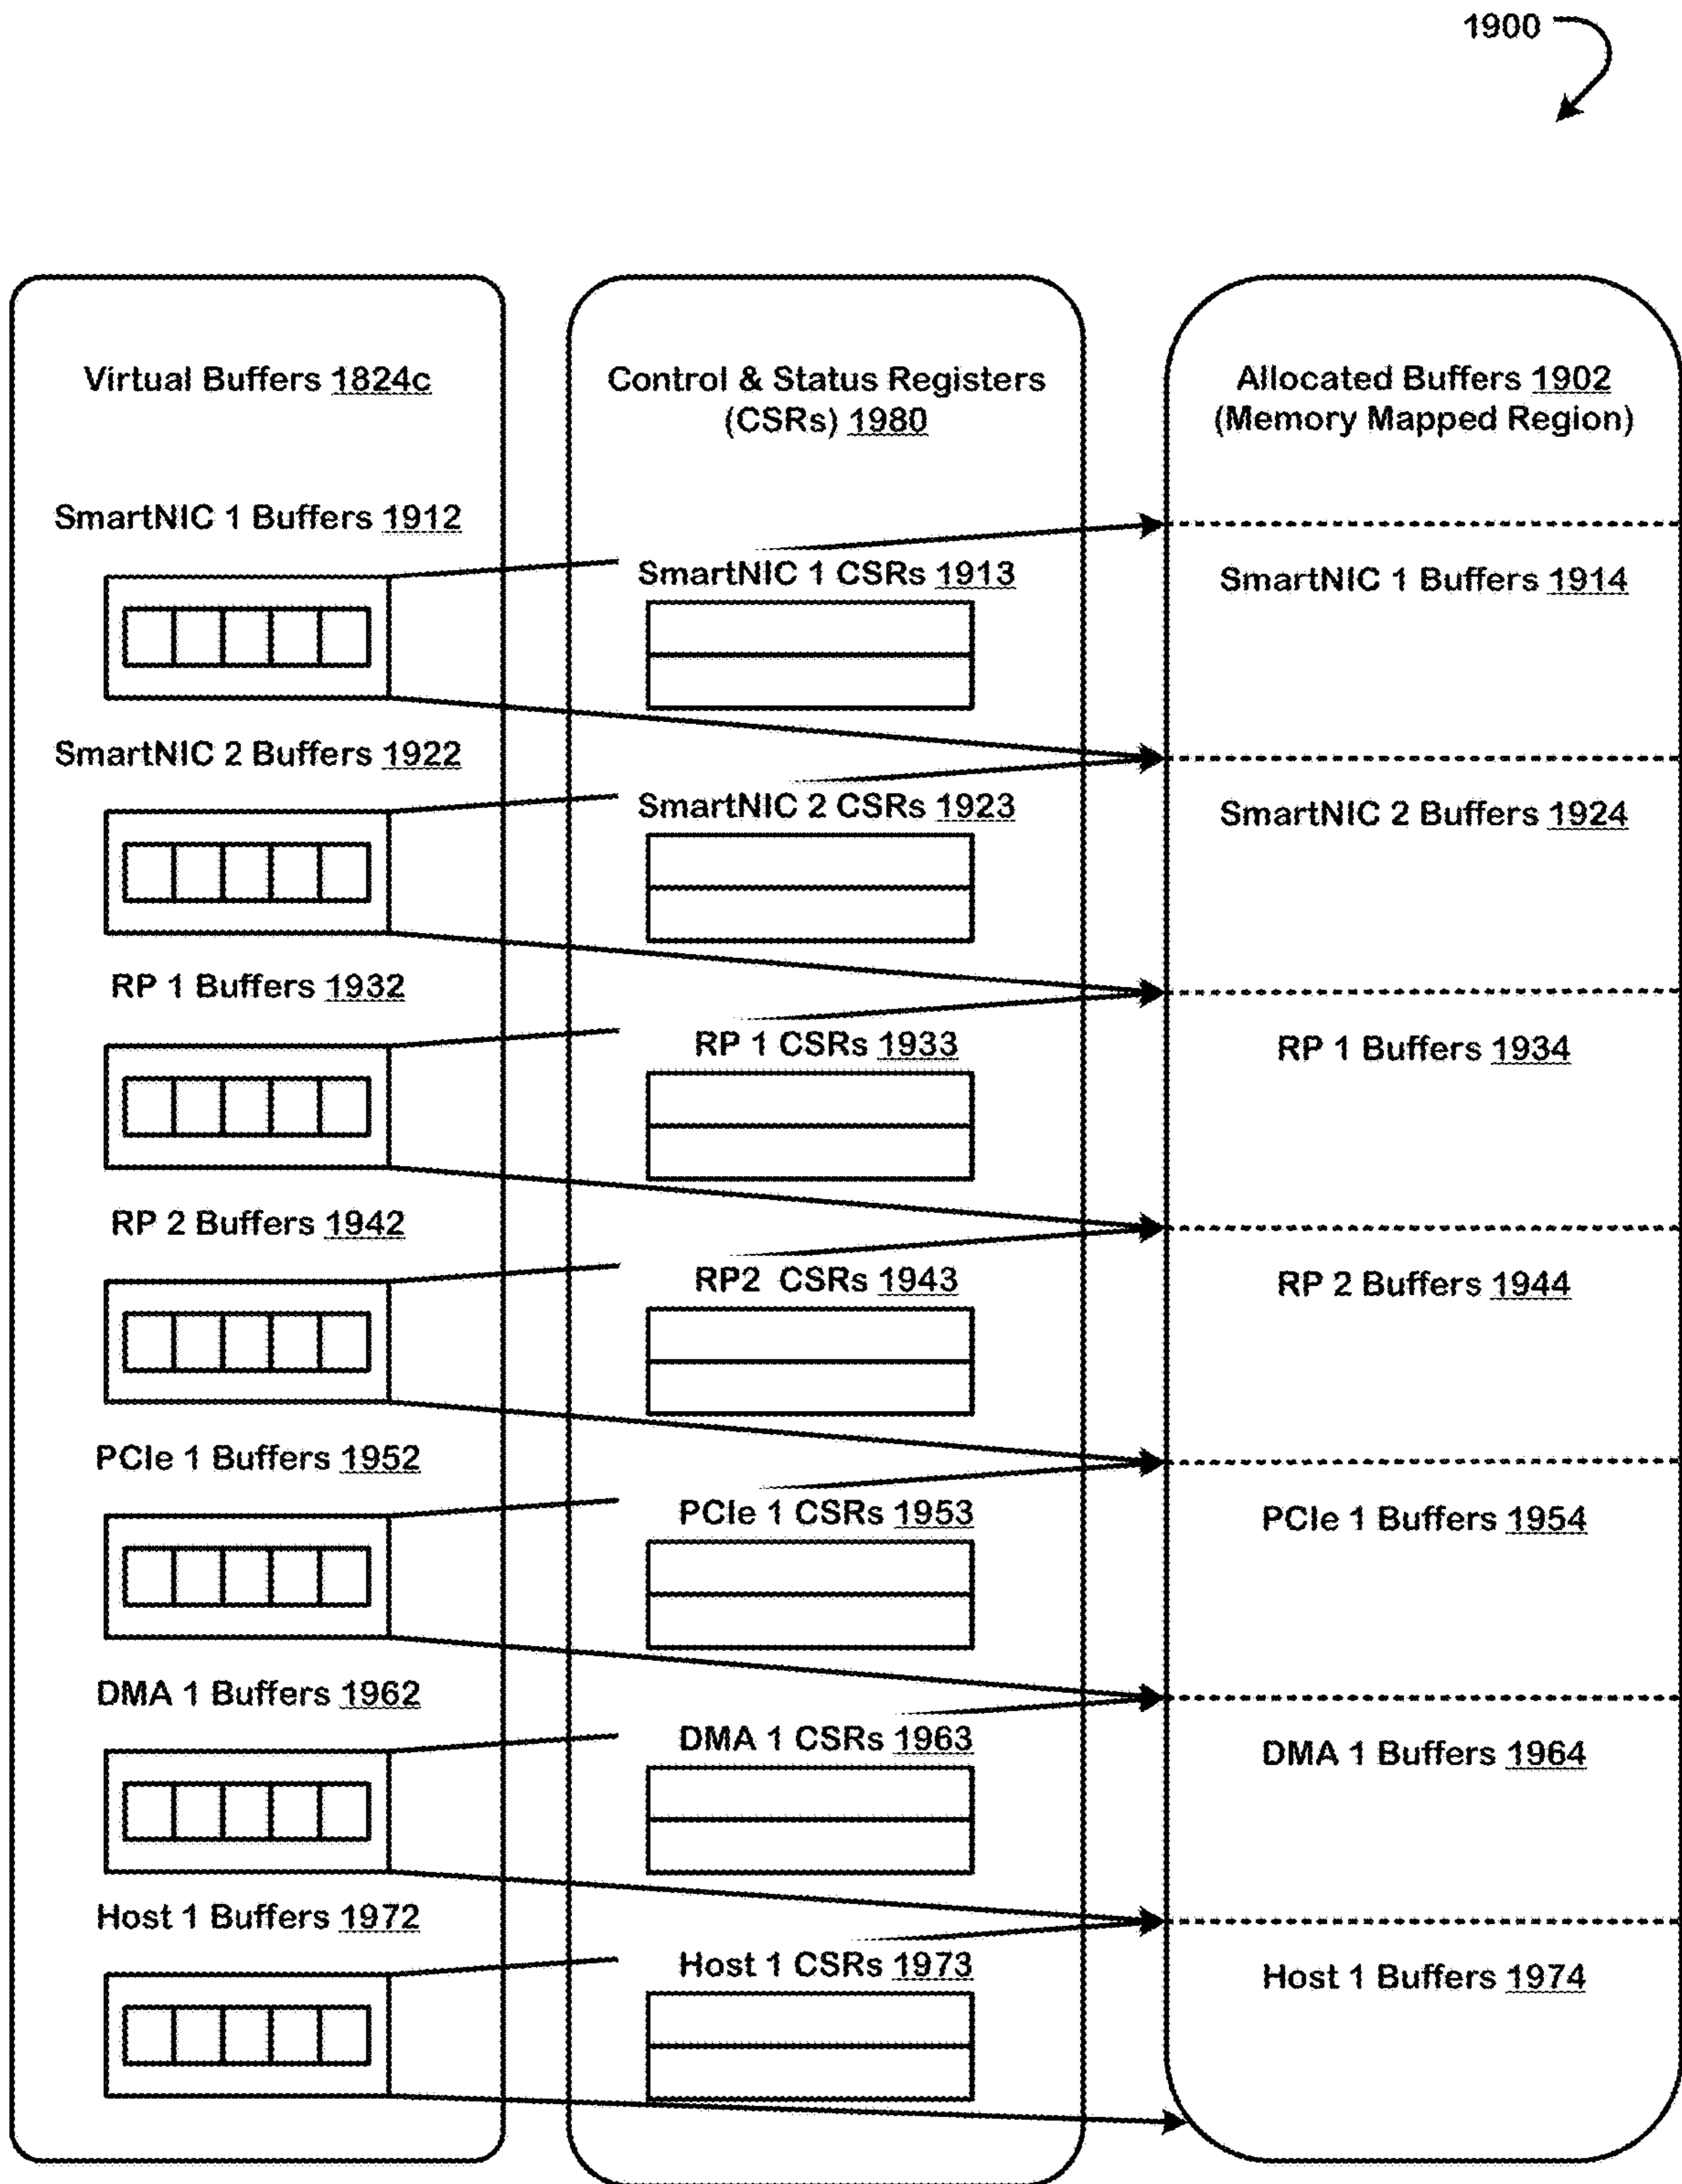 1900
Virtual Buffers 1824c
SmartNIC 1 Buffers 1912
SmartNIC 2 Buffers 1922
RP 1 Buffers 1932
RP 2 Buffers 1942
PCIe 1 Buffers 1952
DMA 1 Buffers 1962
Host 1 Buffers 1972
Control & Status Registers
(CSRs) 1980
SmartNIC 1 CSRs 1913
SmartNIC 2 CSRs 1923
RP 1 CSRs 1933
RP2 CSRs 1943
PCIe 1 CSRs 1953
DMA 1 CSRs 1963
Host 1 CSRs 1973
Allocated Buffers 1902
(Memory Mapped Region)
SmartNIC 1 Buffers 1914
SmartNIC 2 Buffers 1924
RP 1 Buffers 1934
RP 2 Buffers 1944
PCIe 1 Buffers 1954
DMA 1 Buffers 1964
Host 1 Buffers 1974